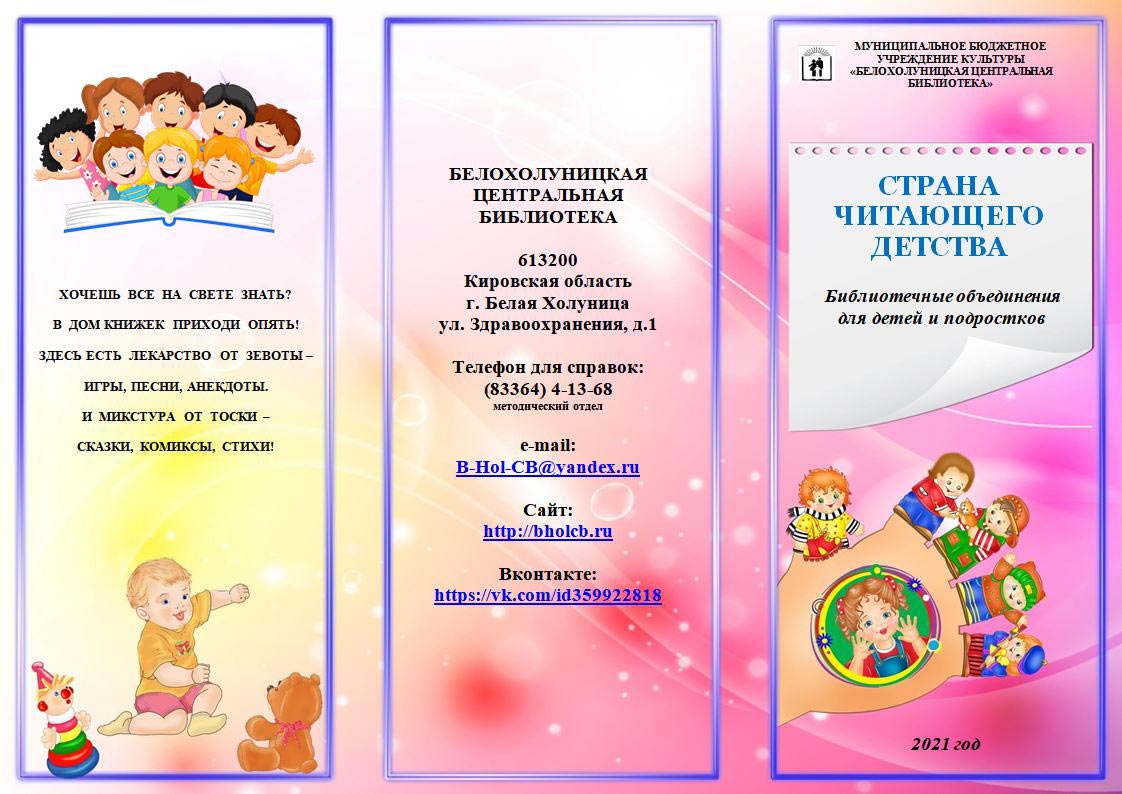 ХОЧЕШЬ ВСЕ НА СВЕТЕ ЗНАТЬ?
В ДОМ КНИЖЕК ПРИХОДИ ОПЯТЬ!
ЗДЕСЬ ЕСТЬ ЛЕКАРСТВО ОТ ЗЕВОТЫ –
ИГРЫ, ПЕСНИ, АНЕКДОТЫ.
И МИКСТУРА ОТ ТОСКИ –
СКАЗКИ, КОМИКСЫ, СТИХИ!
БЕЛОХОЛУНИЦКАЯ
ЦЕНТРАЛЬНАЯ
БИБЛИОТЕКА
613200
Кировская область
г. Белая Холуница
ул. Здравоохранения, д.1
Телефон для справок:
(83364) 4-13-68
методический отдел
e-mail:
B-Hol-CB@yandex.ru
Сайт:
http://bholcb.ru
Вконтакте:
https://vk.com/id359922818
МУНИЦИПАЛЬНОЕ БЮДЖЕТНОЕ
УЧРЕЖДЕНИЕ КУЛЬТУРЫ
«БЕЛОХОЛУНИЦКАЯ ЦЕНТРАЛЬНАЯ
БИБЛИОТЕКА»
СТРАНА
ЧИТАЮЩЕГО
ДЕТСТВА
Библиотечные объединения
для детей и подростков
2021 год